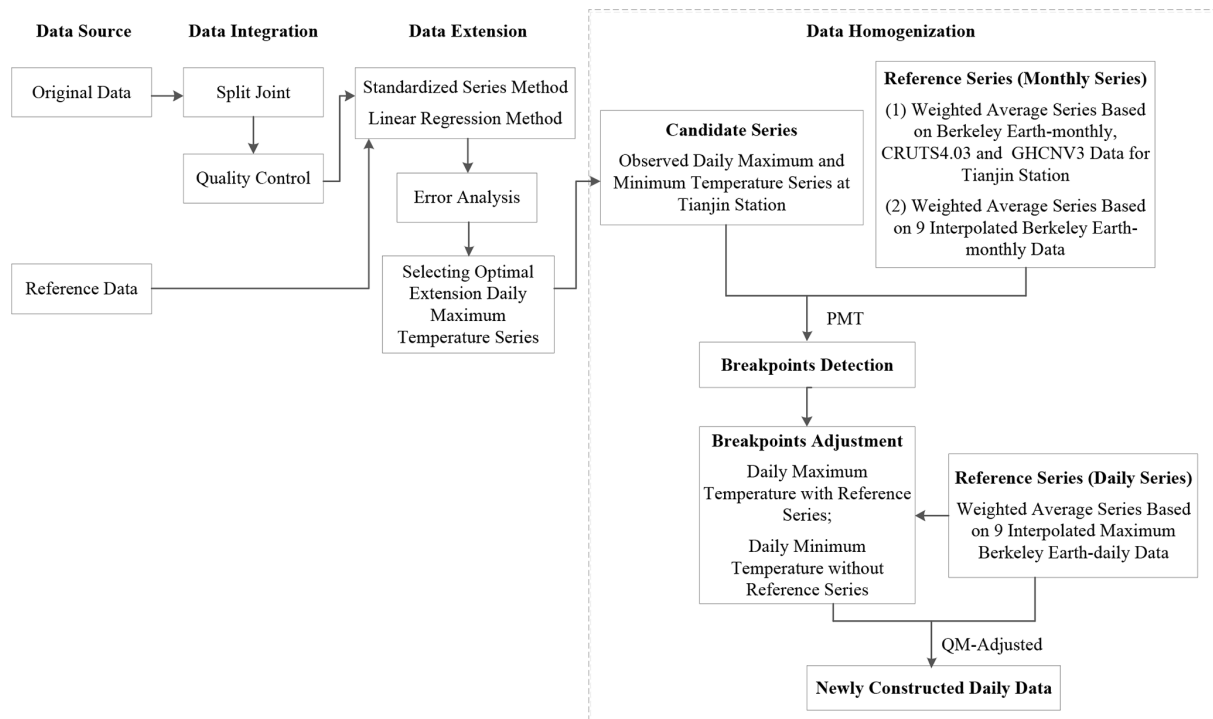 Data Source
Data Integration
Data Extension
Data Homogenization
Original Data
Split Joint
Quality Control
Reference Data
Standardized Series Method
Linear Regression Method
Error Analysis
Selecting Optimal
Extension Daily
Maximum
Temperature Series
Candidate Series
Observed Daily Maximum and
Minimum Temperature Series at
Tianjin Station
Reference Series (Monthly Series)
(1) Weighted Average Series Based
on Berkeley Earth-monthly,
CRUTS4.03 and GHCNV3 Data for
Tianjin Station
(2) Weighted Average Series Based
on 9 Interpolated Berkeley Earth-
monthly Data
PMT
Breakpoints Detection
Breakpoints Adjustment
Daily Maximum
Temperature with Reference
Series;
Daily Minimum
Temperature without
Reference Series
Reference Series (Daily Series)
Weighted Average Series Based
on 9 Interpolated Maximum
Berkeley Earth-daily Data
QM-Adjusted
Newly Constructed Daily Data